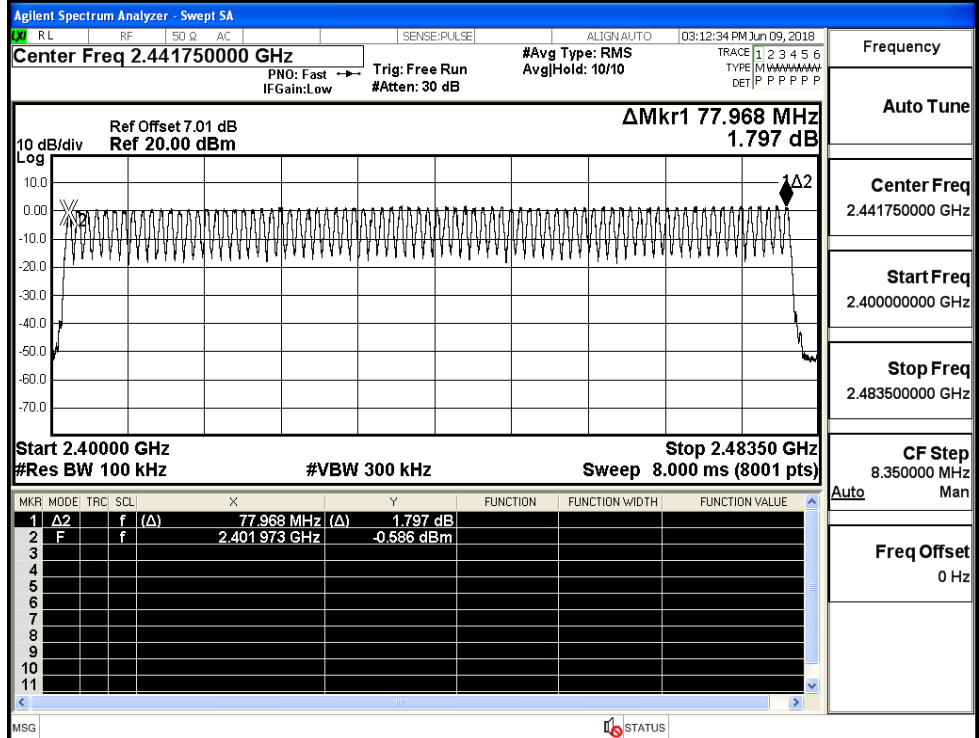 Agilent Spectrum Analyzer - Swept SA
LXI RL RF 50 Ω AC SENSE:PULSE ALIGN AUTO 03:12:34 PM Jun 09, 2018
Center Freq 2.441750000 GHz
PNO: Fast
IFGain:Low
Trig: Free Run
#Atten: 30 dB
#Avg Type: RMS
Avg|Hold: 10/10
TRACE 1 2 3 4 5 6
TYPE M WWWWW
DET P P P P P P
ΔMkr1 77.968 MHz
1.797 dB
Ref Offset 7.01 dB
10 dB/div Ref 20.00 dBm
Log
1Δ2
10.0
0.00
2
-10.0
-20.0
-30.0
-40.0
-50.0
-60.0
-70.0
Start 2.40000 GHz Stop 2.48350 GHz
#Res BW 100 kHz #VBW 300 kHz Sweep 8.000 ms (8001 pts)
MKR MODE TRC SCL X Y FUNCTION FUNCTION WIDTH FUNCTION VALUE
1 Δ2 f (Δ) 77.968 MHz (Δ) 1.797 dB
2 F f 2.401 973 GHz -0.586 dBm
3
4
5
6
7
8
9
10
11
MSG STATUS
Frequency
Auto Tune
Center Freq
2.441750000 GHz
Start Freq
2.400000000 GHz
Stop Freq
2.483500000 GHz
CF Step
8.350000 MHz
Auto Man
Freq Offset
0 Hz